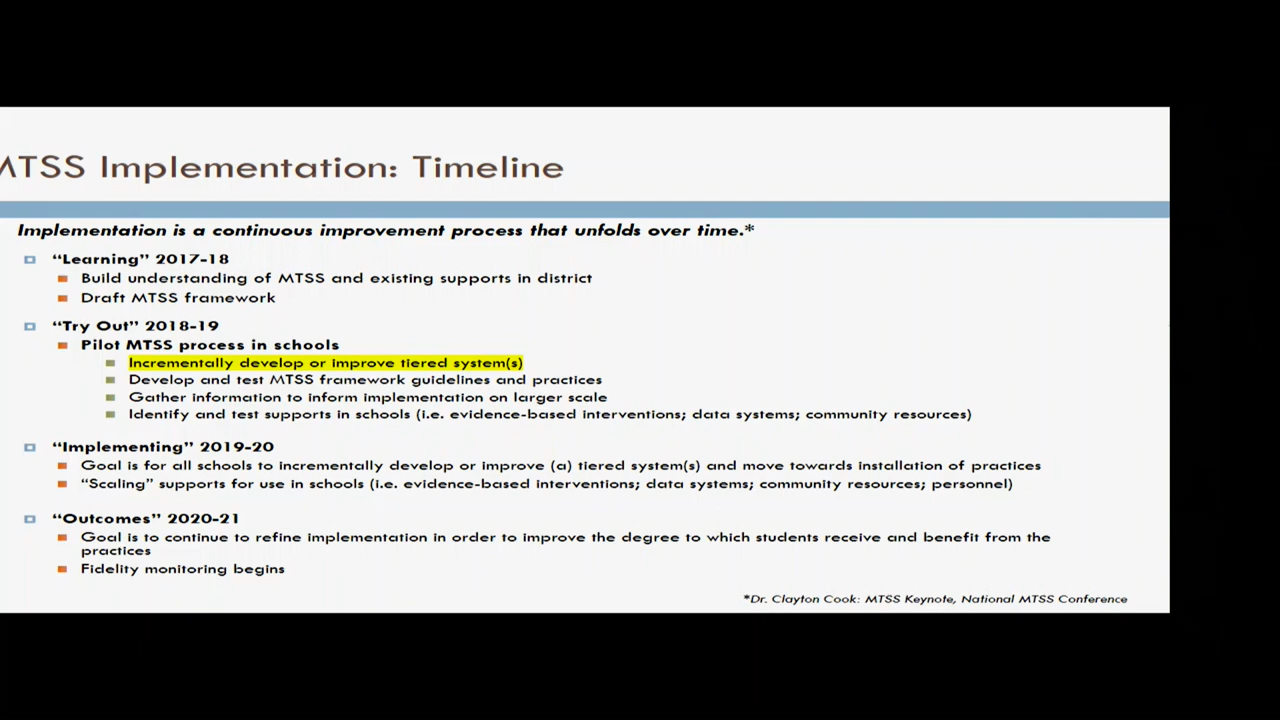 MTSS Implementation: Timeline
Implementation is a continuous improvement process that unfolds over time.*
“Learning” 2017-18
Build understanding of MTSS and existing supports in district
Draft MTSS framework
“Try Out” 2018-19
Pilot MTSS process in schools
Incrementally develop or improve tiered system(s)
Develop and test MTSS framework guidelines and practices
Gather information to inform implementation on larger scale
Identify and test supports in schools (i.e. evidence-based interventions; data systems; community resources)
“Implementing” 2019-20
Goal is for all schools to incrementally develop or improve (a) tiered system(s) and move towards installation of practices
“Scaling” supports for use in schools (i.e. evidence-based interventions; data systems; community resources; personnel)
“Outcomes” 2020-21
Goal is to continue to refine implementation in order to improve the degree to which students receive and benefit from the
practices
Fidelity monitoring begins
*Dr. Clayton Cook: MTSS Keynote, National MTSS Conference